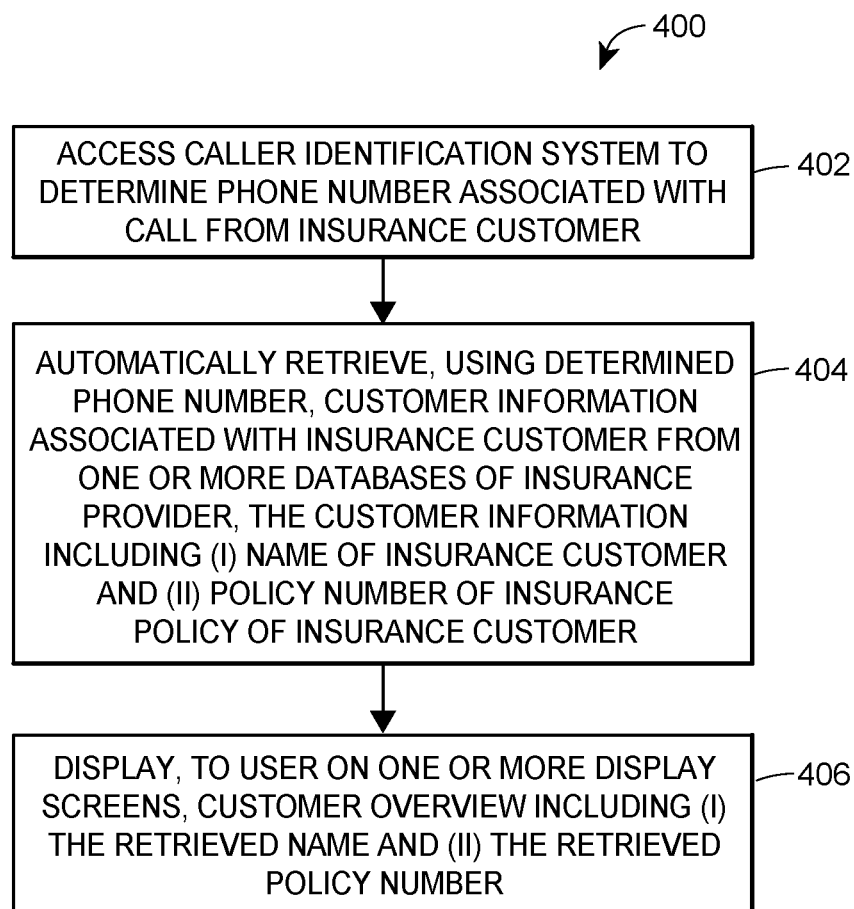 400
ACCESS CALLER IDENTIFICATION SYSTEM TO
DETERMINE PHONE NUMBER ASSOCIATED WITH
CALL FROM INSURANCE CUSTOMER
402
AUTOMATICALLY RETRIEVE, USING DETERMINED
PHONE NUMBER, CUSTOMER INFORMATION
ASSOCIATED WITH INSURANCE CUSTOMER FROM
ONE OR MORE DATABASES OF INSURANCE
PROVIDER, THE CUSTOMER INFORMATION
INCLUDING (I) NAME OF INSURANCE CUSTOMER
AND (II) POLICY NUMBER OF INSURANCE
POLICY OF INSURANCE CUSTOMER
404
DISPLAY, TO USER ON ONE OR MORE DISPLAY
SCREENS, CUSTOMER OVERVIEW INCLUDING (I)
THE RETRIEVED NAME AND (II) THE RETRIEVED
POLICY NUMBER
406